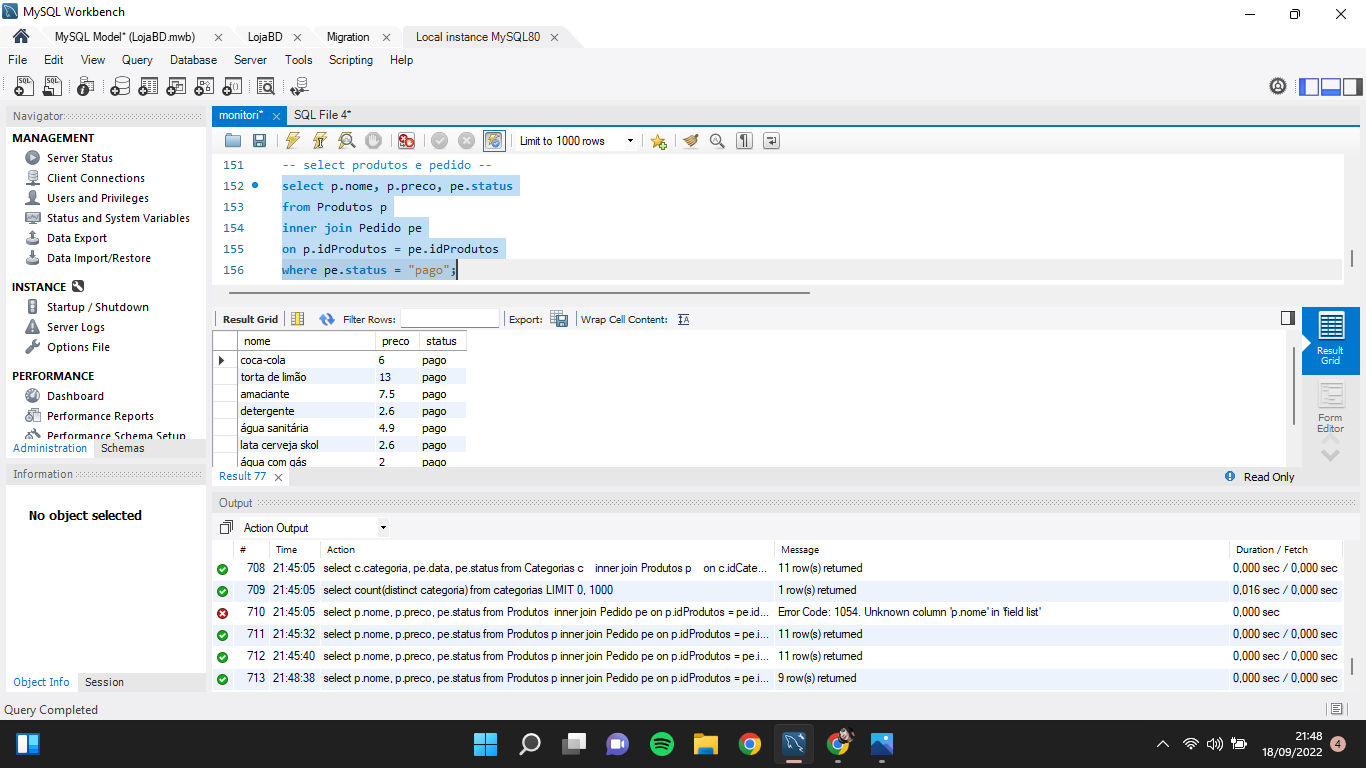 MySQL Workbench
MySQL Model* (LojaBD.mwb)
LojaBD
Migration
Local instance MySQL80
File Edit View Query Database Server Tools Scripting Help
Navigator
MANAGEMENT
Server Status
Client Connections
Users and Privileges
Status and System Variables
Data Export
Data Import/Restore
INSTANCE
Startup / Shutdown
Server Logs
Options File
PERFORMANCE
Dashboard
Performance Reports
Performance Schema Setup
Administration Schemas
Information
No object selected
Object Info Session
monitori*
SQL File 4*
Limit to 1000 rows
151 -- select produtos e pedido --
152 select p.nome, p.preco, pe.status
153 from Produtos p
154 inner join Pedido pe
155 on p.idProdutos = pe.idProdutos
156 where pe.status = "pago";
Result Grid Filter Rows: Export: Wrap Cell Content:
nome preco status
coca-cola 6 pago
torta de limão 13 pago
amaciante 7.5 pago
detergente 2.6 pago
água sanitária 4.9 pago
lata cerveja skol 2.6 pago
água com gás 2 pago
Result Grid
Form Editor
Result 77
Read Only
Output
Action Output
# Time Action Message Duration / Fetch
708 21:45:05 select c.categoria, pe.data, pe.status from Categorias c inner join Produtos p on c.idCate... 11 row(s) returned 0,000 sec / 0,000 sec
709 21:45:05 select count(distinct categoria) from categorias LIMIT 0, 1000 1 row(s) returned 0,016 sec / 0,000 sec
710 21:45:05 select p.nome, p.preco, pe.status from Produtos inner join Pedido pe on p.idProdutos = pe.id... Error Code: 1054. Unknown column 'p.nome' in 'field list' 0,000 sec
711 21:45:32 select p.nome, p.preco, pe.status from Produtos p inner join Pedido pe on p.idProdutos = pe.i... 11 row(s) returned 0,000 sec / 0,000 sec
712 21:45:40 select p.nome, p.preco, pe.status from Produtos p inner join Pedido pe on p.idProdutos = pe.i... 11 row(s) returned 0,000 sec / 0,000 sec
713 21:48:38 select p.nome, p.preco, pe.status from Produtos p inner join Pedido pe on p.idProdutos = pe.i... 9 row(s) returned 0,000 sec / 0,000 sec
Query Completed
21:48
18/09/2022
4